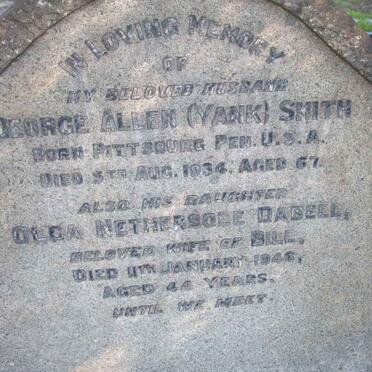 IN LOVING MEMORY
OF
MY BELOVED HUSBAND
GEORGE ALLEN (YANK) SMITH
BORN PITTSBURG PEN. U.S.A.
DIED 5TH AUG. 1934. AGED 67.
ALSO HIS DAUGHTER
OLGA NETHERSOLE DABEEL,
BELOVED WIFE OF BILL,
DIED 11TH JANUARY 1946,
AGED 44 YEARS.
UNTIL WE MEET.